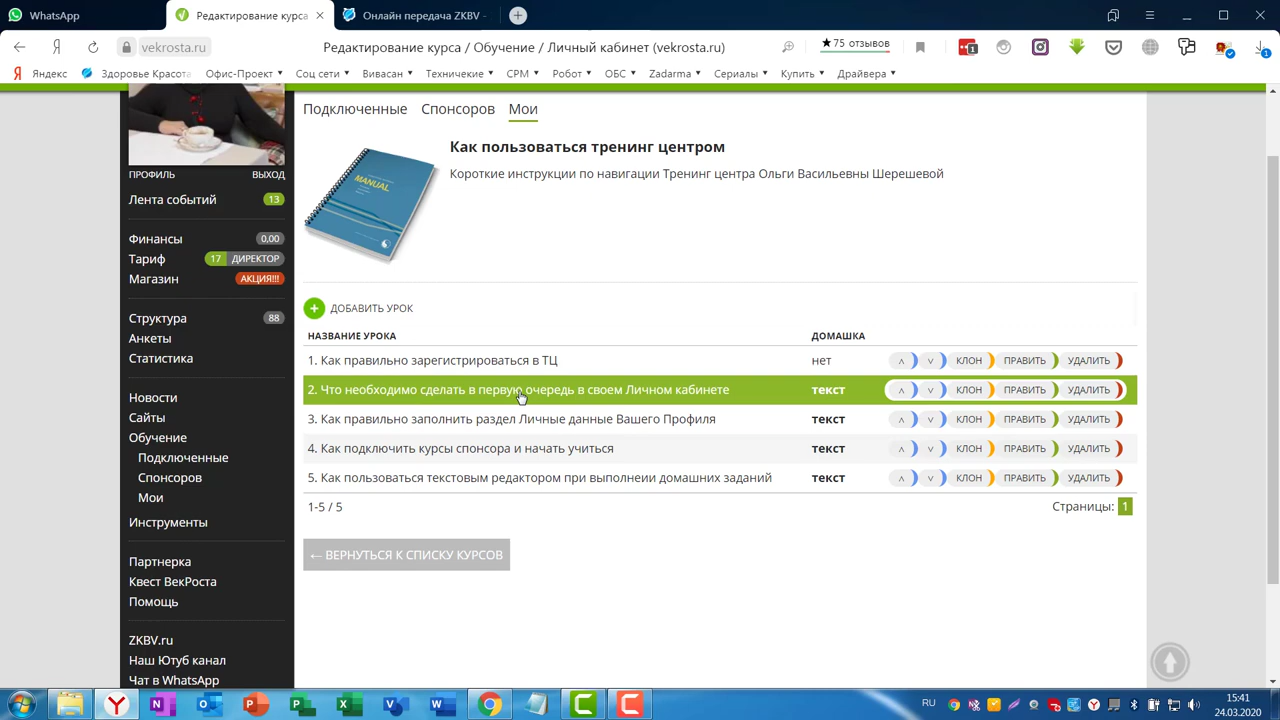 WhatsApp
Редактирование курса
Онлайн передача ZKBV -
vekrosta.ru
Редактирование курса / Обучение / Личный кабинет (vekrosta.ru)
★75 отзывов
Яндекс
Здоровье Красота
Офис-Проект
Соц сети
Вивасан
Технические
СРМ
Робот
ОБС
Zadarma
Сериалы
Купить
Драйвера
Подключенные Спонсоров Мои
MANUAL
Как пользоваться тренинг центром
Короткие инструкции по навигации Тренинг центра Ольги Васильевны Шерешевой
ПРОФИЛЬ ВЫХОД
Лента событий 13
Финансы 0,00
Тариф 17 ДИРЕКТОР
Магазин АКЦИЯ!!!
Структура 88
Анкеты
Статистика
Новости
Сайты
Обучение
Подключенные
Спонсоров
Мои
Инструменты
Партнерка
Квест ВекРоста
Помощь
ZKBV.ru
Наш Ютуб канал
Чат в WhatsApp
+ ДОБАВИТЬ УРОК
НАЗВАНИЕ УРОКА ДОМАШКА
1. Как правильно зарегистрироваться в ТЦ нет КЛОН ПРАВИТЬ УДАЛИТЬ
2. Что необходимо сделать в первую очередь в своем Личном кабинете текст КЛОН ПРАВИТЬ УДАЛИТЬ
3. Как правильно заполнить раздел Личные данные Вашего Профиля текст КЛОН ПРАВИТЬ УДАЛИТЬ
4. Как подключить курсы спонсора и начать учиться текст КЛОН ПРАВИТЬ УДАЛИТЬ
5. Как пользоваться текстовым редактором при выполнеии домашних заданий текст КЛОН ПРАВИТЬ УДАЛИТЬ
1-5 / 5 Страницы: 1
← ВЕРНУТЬСЯ К СПИСКУ КУРСОВ
RU
15:41
24.03.2020